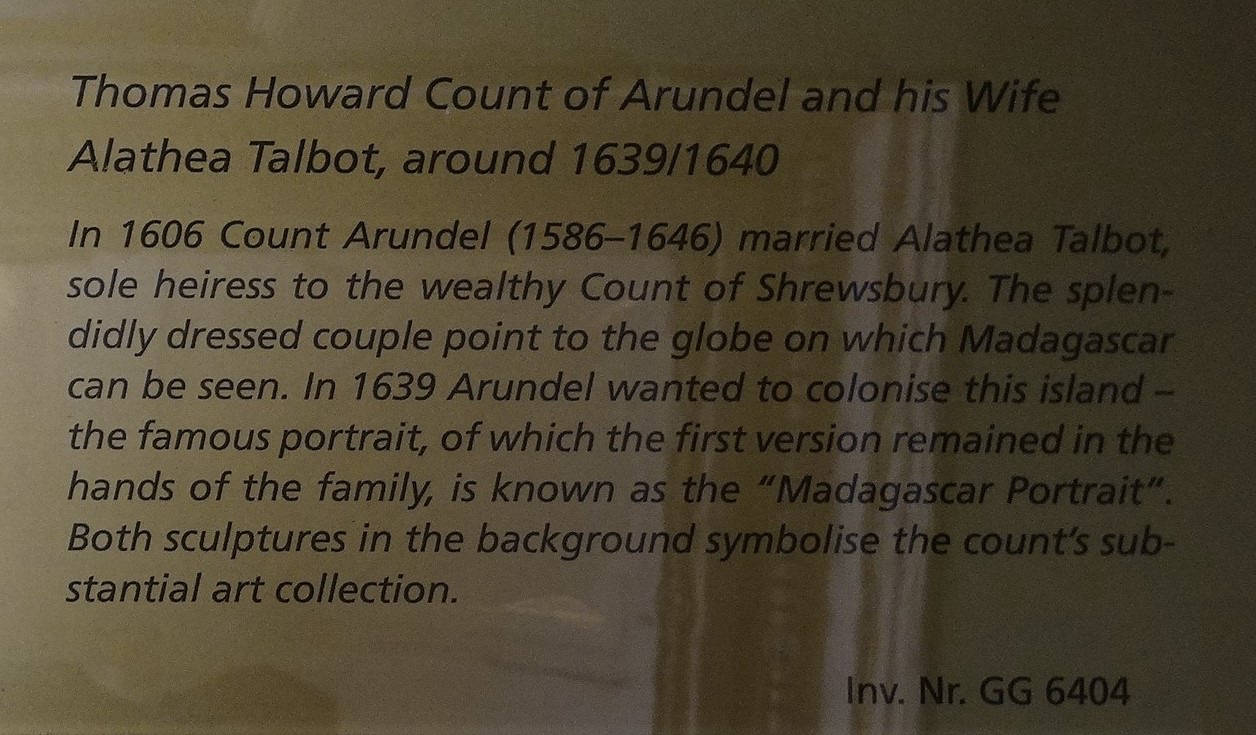 Thomas Howard Count of Arundel and his Wife
Alathea Talbot, around 1639/1640
In 1606 Count Arundel (1586–1646) married Alathea Talbot,
sole heiress to the wealthy Count of Shrewsbury. The splen-
didly dressed couple point to the globe on which Madagascar
can be seen. In 1639 Arundel wanted to colonise this island –
the famous portrait, of which the first version remained in the
hands of the family, is known as the “Madagascar Portrait“.
Both sculptures in the background symbolise the count’s sub-
stantial art collection.
Inv. Nr. GG 6404